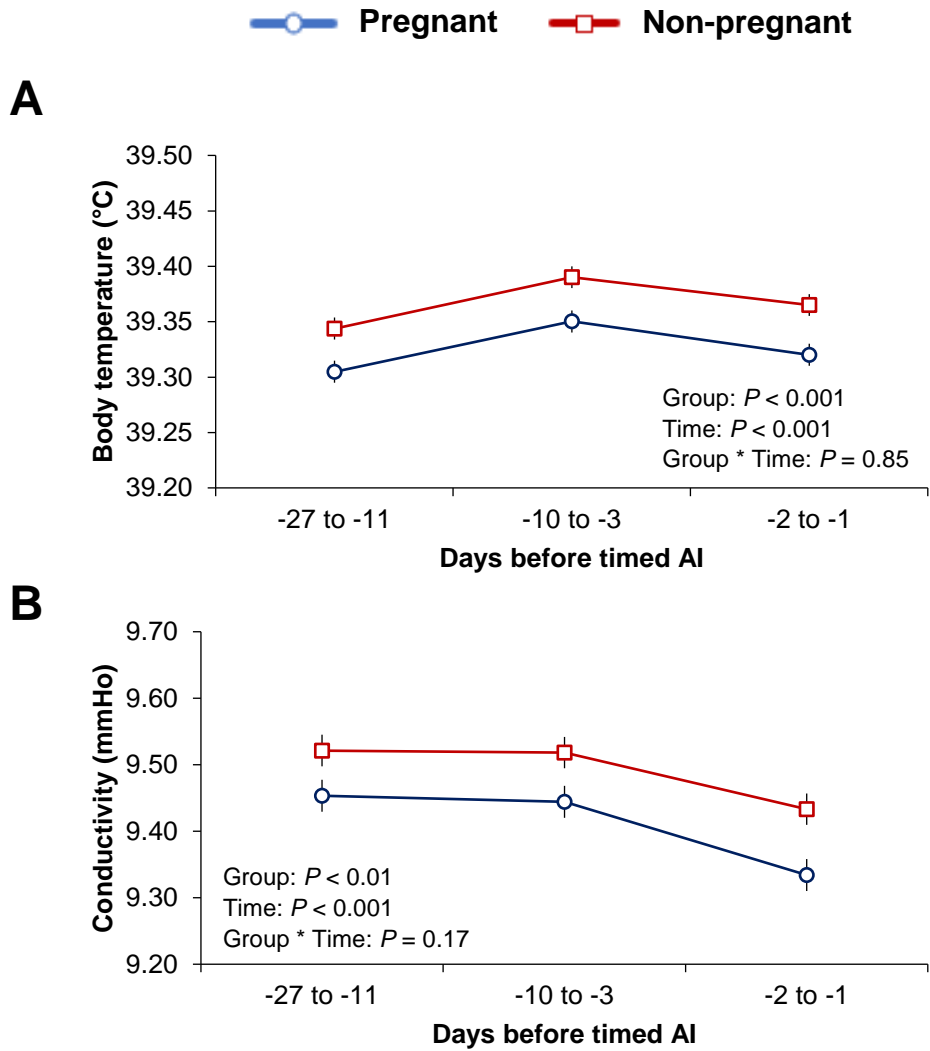 Pregnant Non-pregnant
A
39.50
39.45
39.40
39.35
39.30
39.25
39.20
Body temperature (°C)
Group: P < 0.001
Time: P < 0.001
Group * Time: P = 0.85
-27 to -11 -10 to -3 -2 to -1
Days before timed AI
B
9.70
9.60
9.50
9.40
9.30
9.20
Conductivity (mmHo)
Group: P < 0.01
Time: P < 0.001
Group * Time: P = 0.17
-27 to -11 -10 to -3 -2 to -1
Days before timed AI